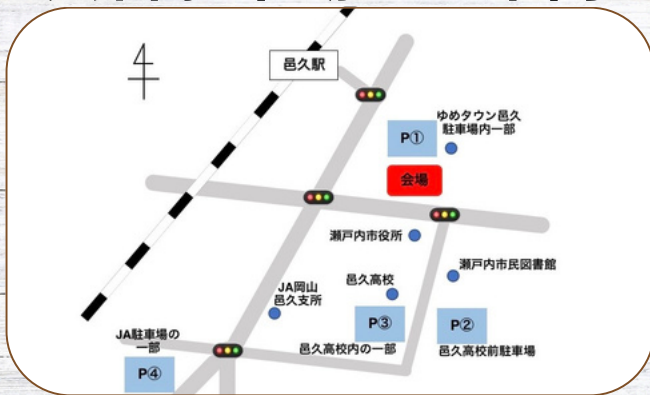 邑久駅
ゆめタウン邑久
駐車場内一部
P①
会場
瀬戸内市役所
瀬戸内市民図書館
邑久高校
JA岡山
邑久支所
P③
P②
邑久高校内の一部
邑久高校前駐車場
JA駐車場の
一部
P④